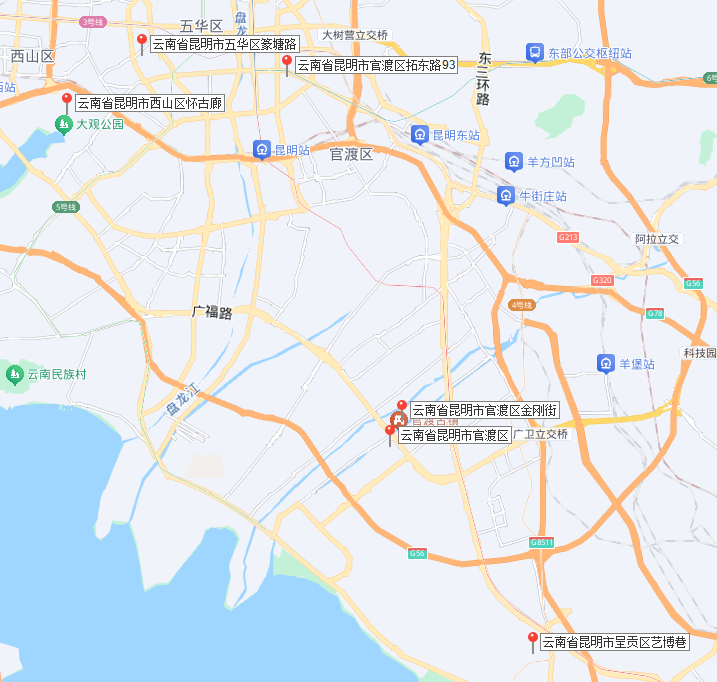 盘龙
3号线
五华区
大树营立交桥
云南省昆明市五华区篆塘路
西山区
东部公交枢纽站
云南省昆明市官渡区拓东路93
东三环路
6号
西站
云南省昆明市西山区怀古廊
大观公园
昆明东站
昆明站
官渡区
羊方凹站
牛街庄站
5号线
G213
阿拉立交
G320
G56
4号线
广福路
G78
科技园
羊堡站
云南民族村
盘龙江
云南省昆明市官渡区金刚街
官渡古镇
云南省昆明市官渡区
广卫立交桥
G8511
G56
云南省昆明市呈贡区艺博巷